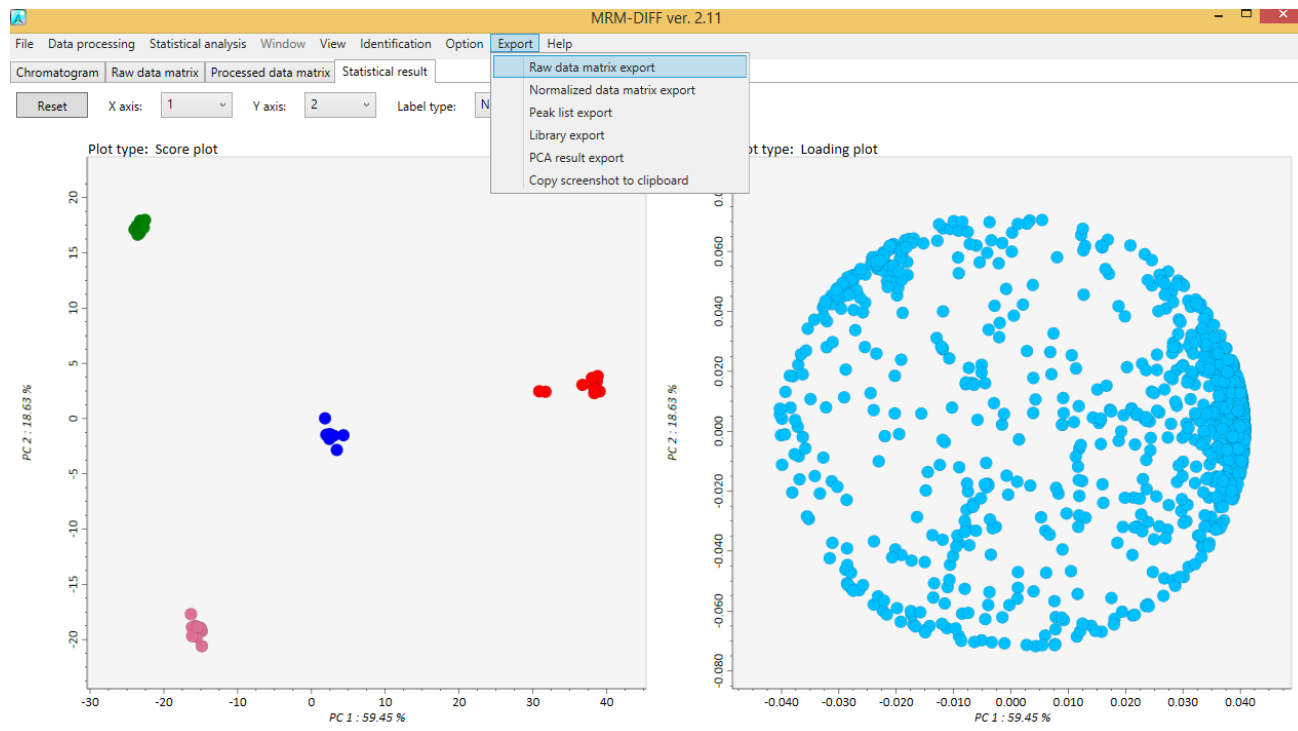 MRM-DIFF ver. 2.11
File Data processing Statistical analysis Window View Identification Option Export Help
Chromatogram Raw data matrix Processed data matrix Statistical result
Raw data matrix export
Normalized data matrix export
Peak list export
Library export
PCA result export
Copy screenshot to clipboard
Reset X axis: 1 Y axis: 2 Label type: N
Plot type: Score plot
20
15
10
5
0
-5
-10
-15
-20
PC 2 : 18.63 %
-30 -20 -10 0 10 20 30 40
PC 1 : 59.45 %
ot type: Loading plot
0.060
0.040
0.020
0.000
-0.020
-0.040
-0.060
-0.080
PC 2 : 18.63 %
-0.040 -0.030 -0.020 -0.010 0.000 0.010 0.020 0.030 0.040
PC 1 : 59.45 %